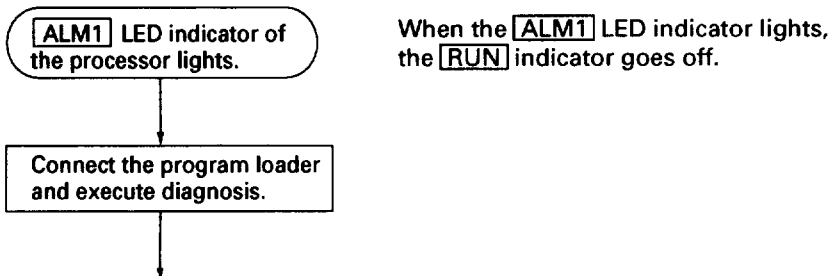 ALM1 LED indicator of
the processor lights.
When the ALM1 LED indicator lights,
the RUN indicator goes off.
Connect the program loader
and execute diagnosis.